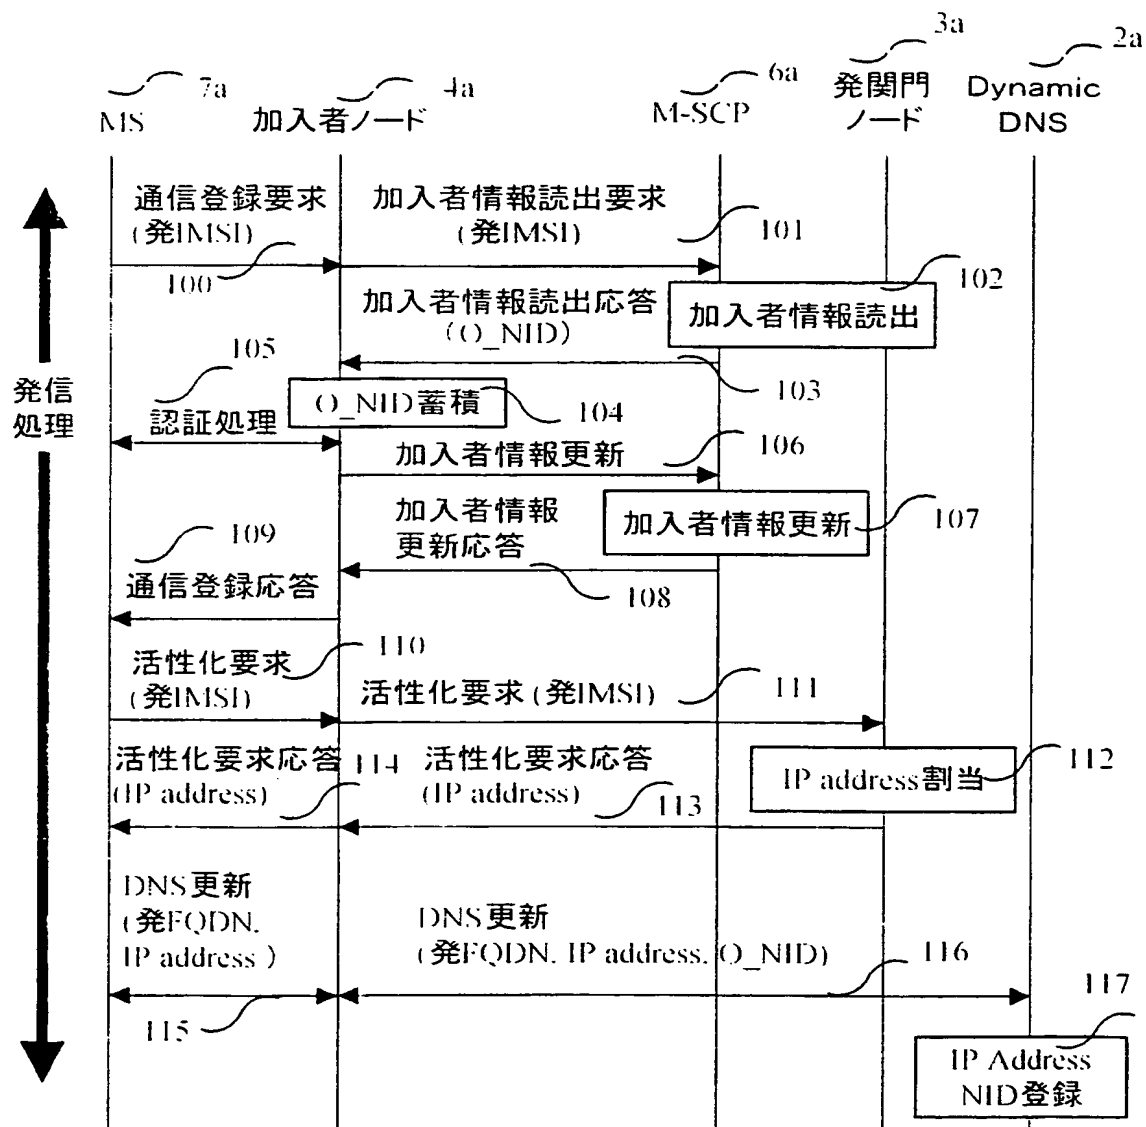 7a
4a
6a
3a
2a
MS
加入者ノード
M-SCP
発関門
ノード
Dynamic
DNS
通信登録要求
(発IMSI)
加入者情報読出要求
(発IMSI)
101
100
102
加入者情報読出応答
(O_NID)
加入者情報読出
105
103
発信
処理
O_NID蓄積
104
認証処理
106
加入者情報更新
加入者情報
更新応答
加入者情報更新
107
109
通信登録応答
108
活性化要求
(発IMSI)
110
活性化要求(発IMSI)
111
活性化要求応答
(IP address)
114
活性化要求応答
(IP address)
113
IP address割当
112
DNS更新
(発FQDN.
IP address )
DNS更新
(発FQDN. IP address. O_NID)
116
115
117
IP Address
NID登録